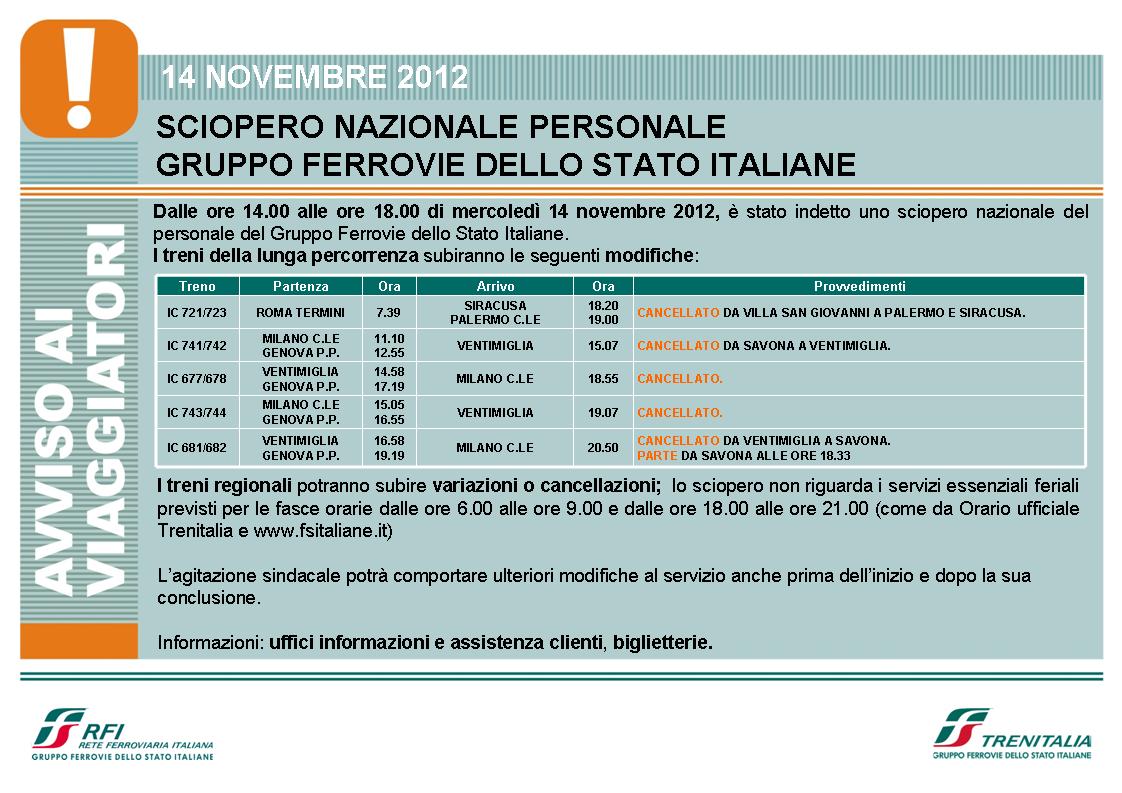 !
14 NOVEMBRE 2012
SCIOPERO NAZIONALE PERSONALE
GRUPPO FERROVIE DELLO STATO ITALIANE
AVVISO AI
VIAGGIATORI
Dalle ore 14.00 alle ore 18.00 di mercoledì 14 novembre 2012, è stato indetto uno sciopero nazionale del
personale del Gruppo Ferrovie dello Stato Italiane.
I treni della lunga percorrenza subiranno le seguenti modifiche:
Treno Partenza Ora Arrivo Ora Provvedimenti
IC 721/723 ROMA TERMINI 7.39 SIRACUSA 18.20 CANCELLATO DA VILLA SAN GIOVANNI A PALERMO E SIRACUSA.
PALERMO C.LE 19.00
IC 741/742 MILANO C.LE 11.10 VENTIMIGLIA 15.07 CANCELLATO DA SAVONA A VENTIMIGLIA.
GENOVA P.P. 12.55
IC 677/678 VENTIMIGLIA 14.58 MILANO C.LE 18.55 CANCELLATO.
GENOVA P.P. 17.19
IC 743/744 MILANO C.LE 15.05 VENTIMIGLIA 19.07 CANCELLATO.
GENOVA P.P. 16.55
IC 681/682 VENTIMIGLIA 16.58 MILANO C.LE 20.50 CANCELLATO DA VENTIMIGLIA A SAVONA.
GENOVA P.P. 19.19 PARTE DA SAVONA ALLE ORE 18.33
I treni regionali potranno subire variazioni o cancellazioni; lo sciopero non riguarda i servizi essenziali feriali
previsti per le fasce orarie dalle ore 6.00 alle ore 9.00 e dalle ore 18.00 alle ore 21.00 (come da Orario ufficiale
Trenitalia e www.fsitaliane.it)
L'agitazione sindacale potrà comportare ulteriori modifiche al servizio anche prima dell'inizio e dopo la sua
conclusione.
Informazioni: uffici informazioni e assistenza clienti, biglietterie.
RFI
RETE FERROVIARIA ITALIANA
GRUPPO FERROVIE DELLO STATO ITALIANE
TRENITALIA
GRUPPO FERROVIE DELLO STATO ITALIANE